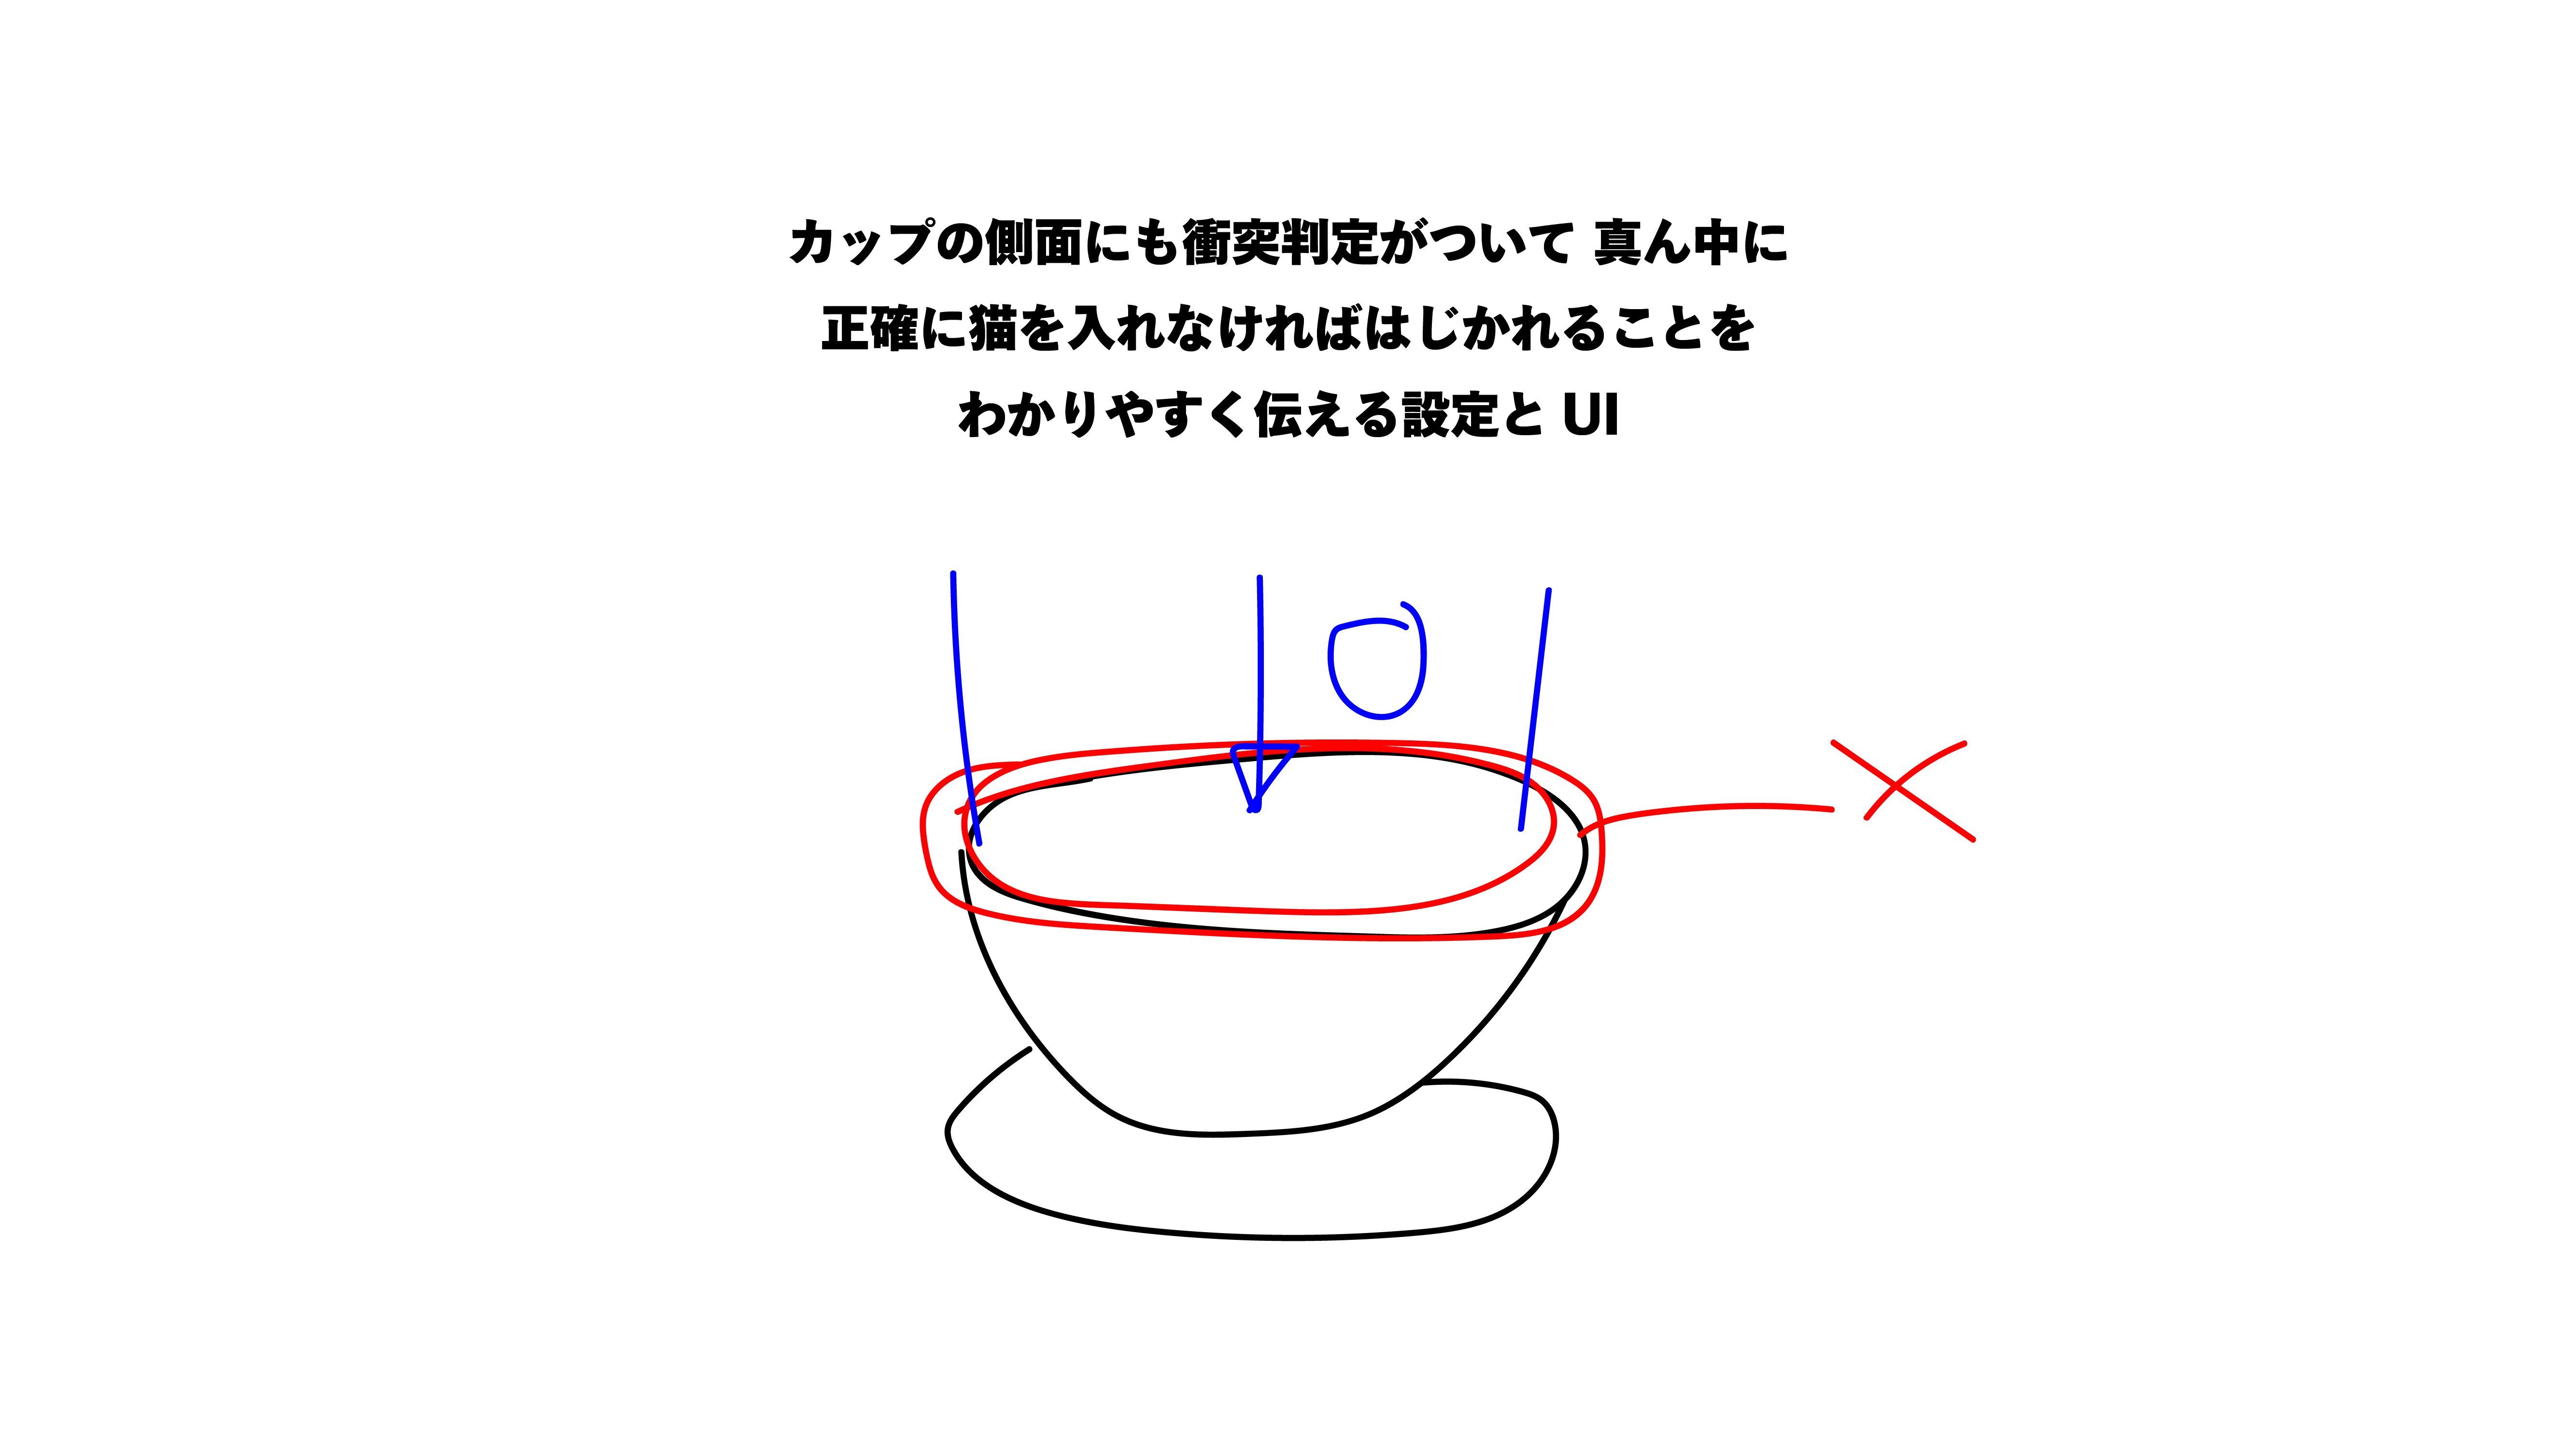 カップの側面にも衝突判定がついて 真ん中に
正確に猫を入れなければはじかれることを
わかりやすく伝える設定と UI